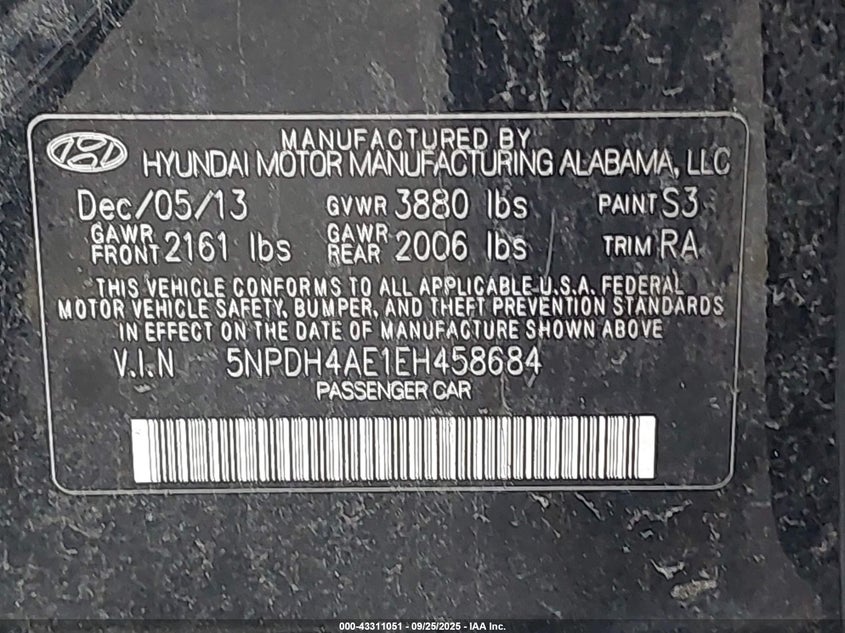 MANUFACTURED BY
HYUNDAI MOTOR MANUFACTURING ALABAMA, LLC
Dec/05/13 GVWR 3880 lbs PAINT S3
GAWR FRONT 2161 lbs GAWR REAR 2006 lbs TRIM RA
THIS VEHICLE CONFORMS TO ALL APPLICABLE U.S.A. FEDERAL
MOTOR VEHICLE SAFETY, BUMPER, AND THEFT PREVENTION STANDARDS
IN EFFECT ON THE DATE OF MANUFACTURE SHOWN ABOVE
V.I.N 5NPDH4AE1EH458684
PASSENGER CAR
000-43311051 - 09/25/2025 - IAA Inc.